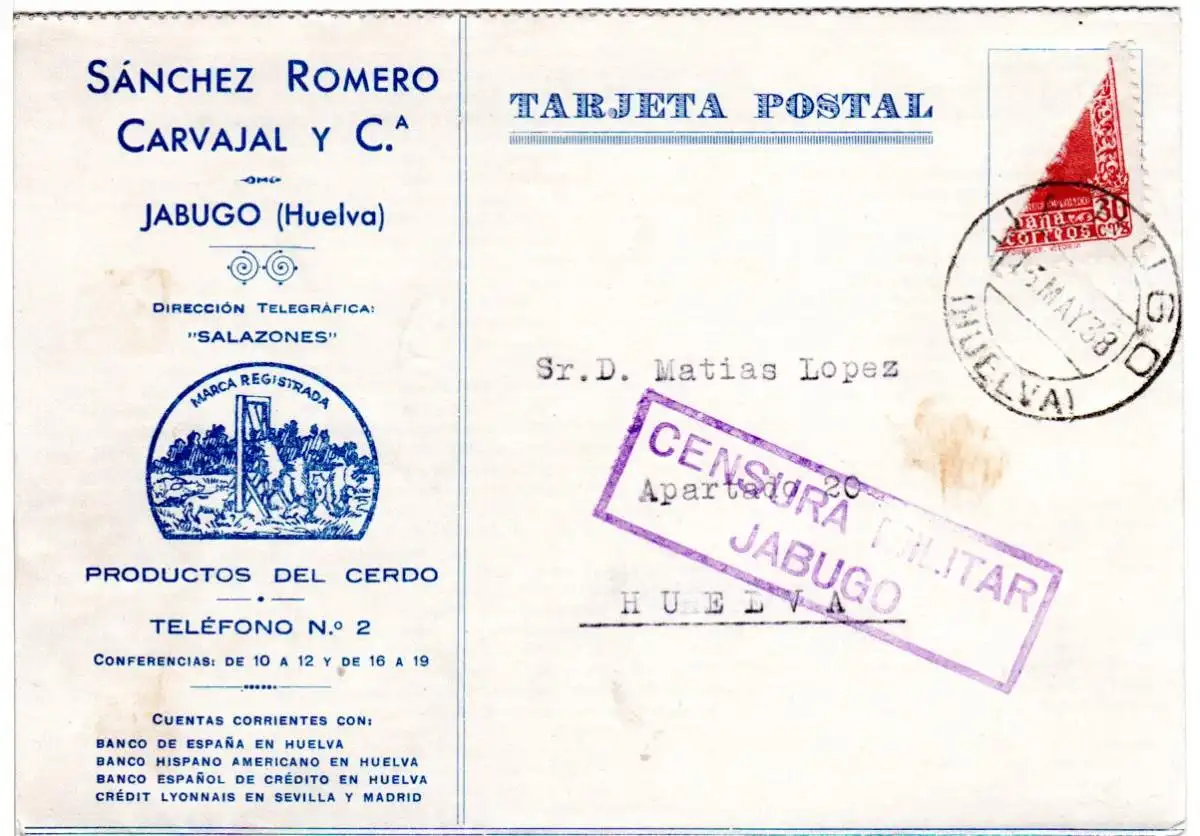 SÁNCHEZ ROMERO
CARVAJAL Y C.ᴬ
JABUGO (Huelva)
DIRECCIÓN TELEGRÁFICA:
"SALAZONES"
MARCA REGISTRADA
PRODUCTOS DEL CERDO
TELÉFONO N.º 2
CONFERENCIAS: DE 10 A 12 Y DE 16 A 19
CUENTAS CORRIENTES CON:
BANCO DE ESPAÑA EN HUELVA
BANCO HISPANO AMERICANO EN HUELVA
BANCO ESPAÑOL DE CRÉDITO EN HUELVA
CRÉDIT LYONNAIS EN SEVILLA Y MADRID
TARJETA POSTAL
30
CTS
correos
15 MAY 38
(HUELVA)
Sr.D. Matias Lopez
Apartado 20
HUELVA
CENSURA MILITAR
JABUGO